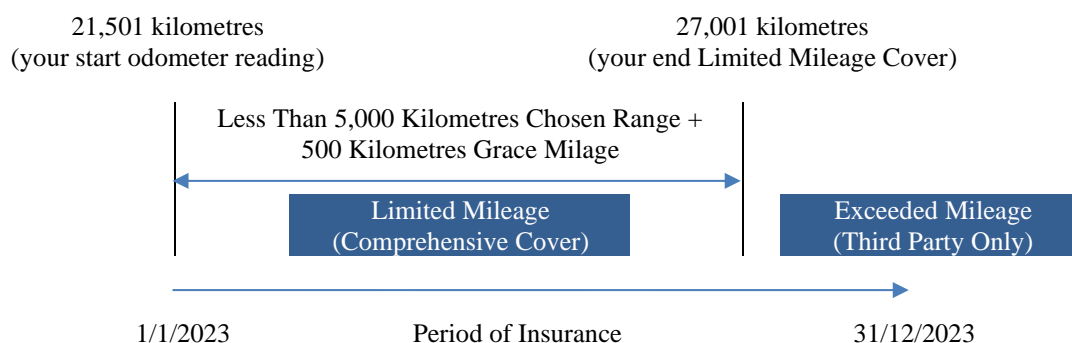 21,501 kilometres
(your start odometer reading)
27,001 kilometres
(your end Limited Mileage Cover)
Less Than 5,000 Kilometres Chosen Range +
500 Kilometres Grace Milage
Limited Mileage
(Comprehensive Cover)
Exceeded Mileage
(Third Party Only)
1/1/2023
Period of Insurance
31/12/2023